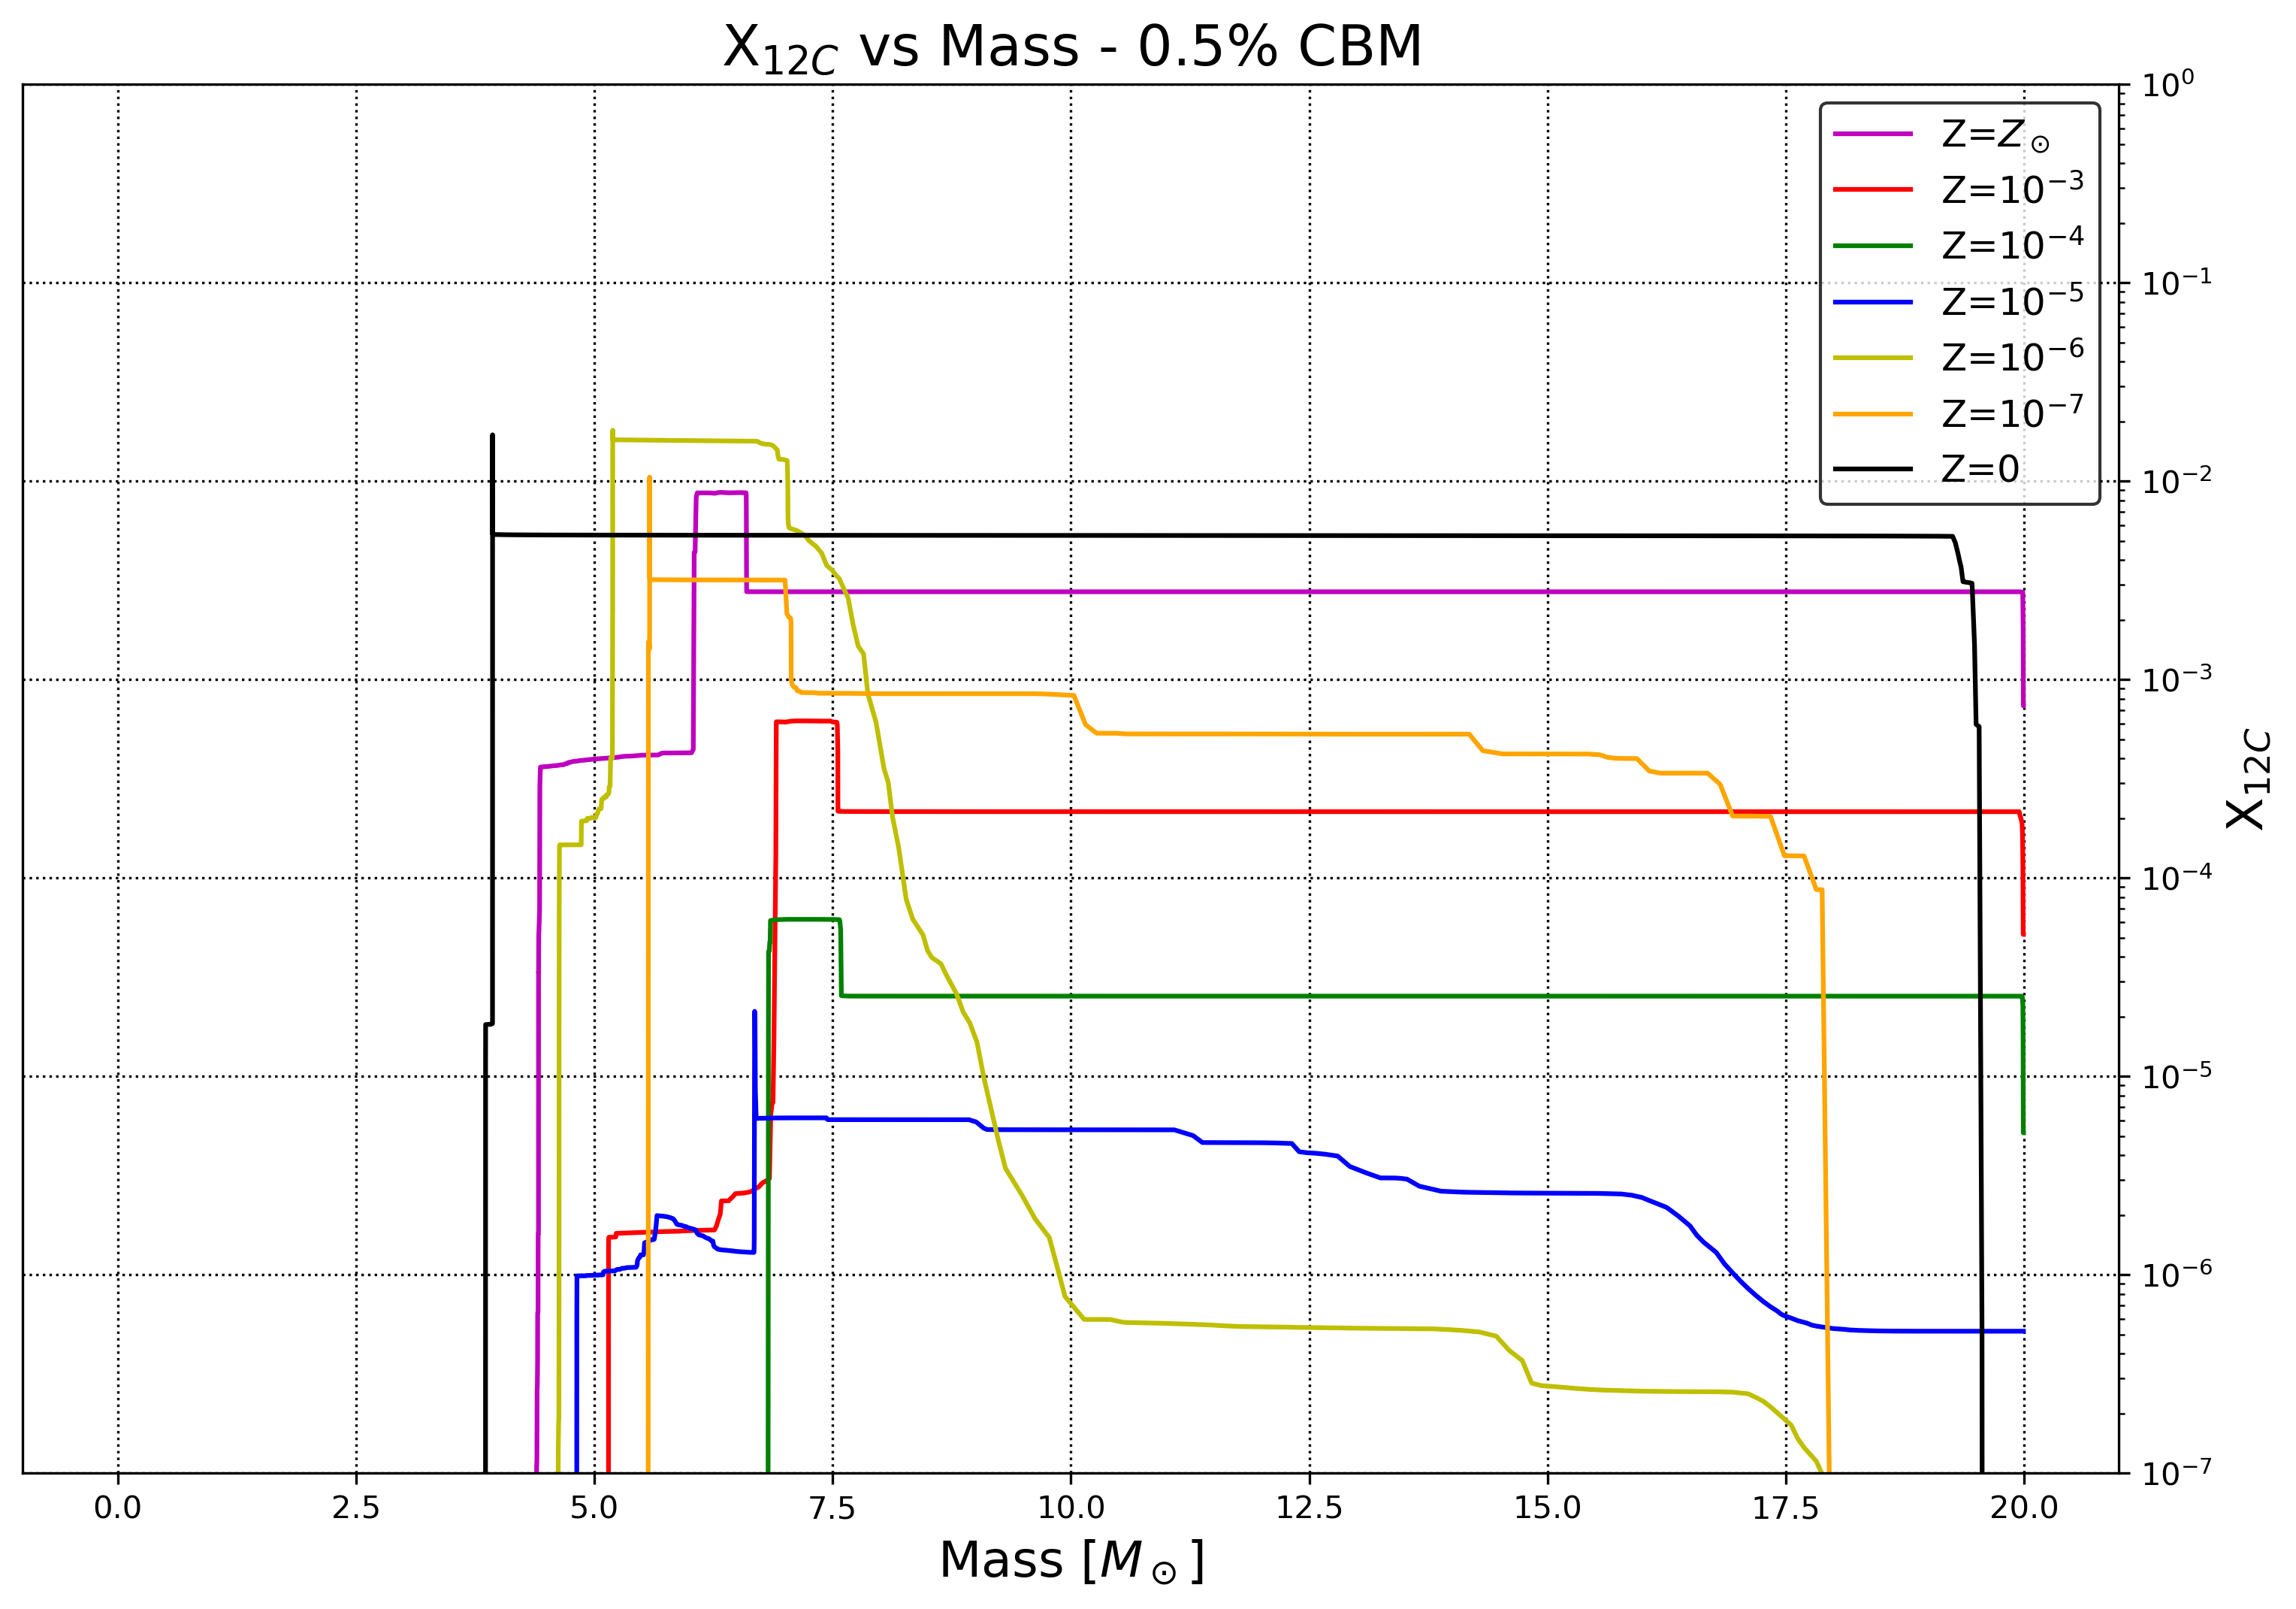 X₁₂C vs Mass - 0.5% CBM
Z=Z⊙
Z=10⁻³
Z=10⁻⁴
Z=10⁻⁵
Z=10⁻⁶
Z=10⁻⁷
Z=0
10⁰
10⁻¹
10⁻²
10⁻³
10⁻⁴
10⁻⁵
10⁻⁶
10⁻⁷
X₁₂C
0.0 2.5 5.0 7.5 10.0 12.5 15.0 17.5 20.0
Mass [M⊙]